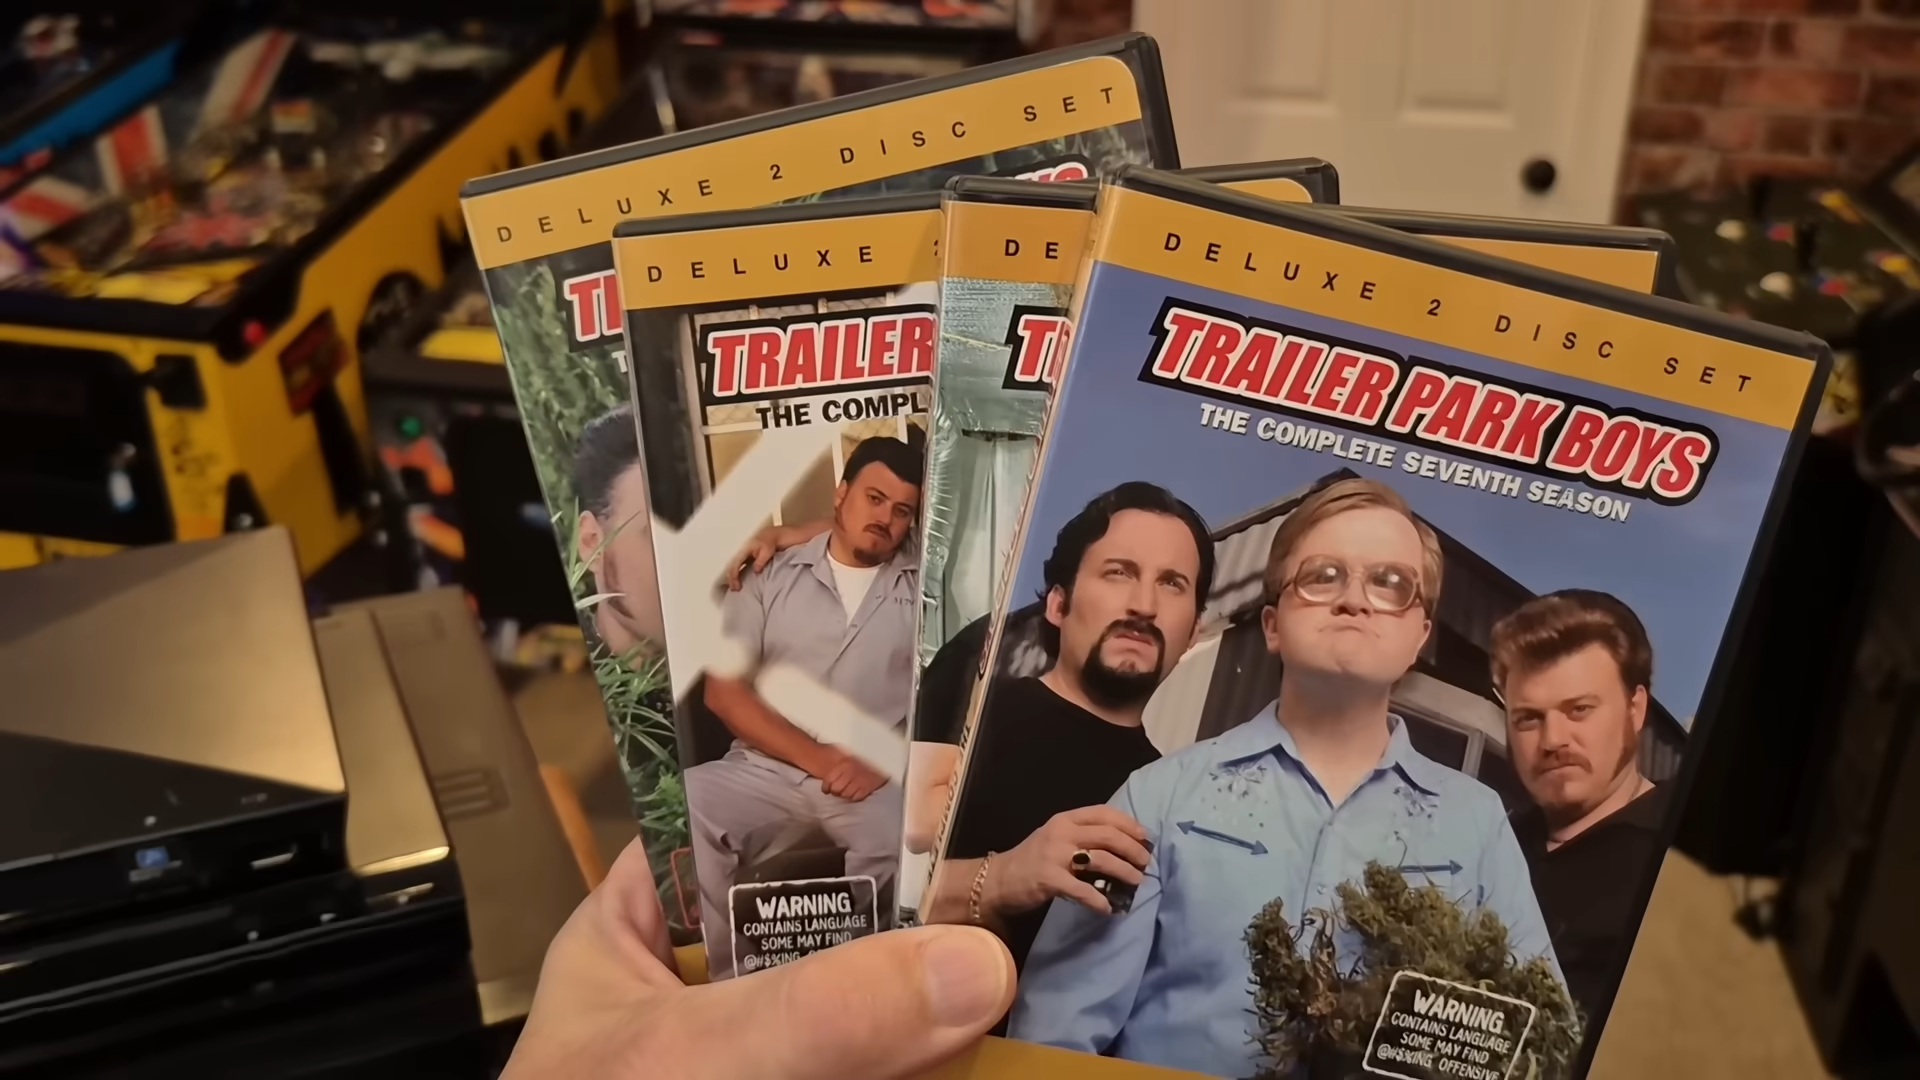 DELUXE 2 DISC SET
DELUXE
TRAILER
THE COMPL
WARNING
CONTAINS LANGUAGE
SOME MAY FIND
DE
DELUXE 2 DISC SET
TRAILER PARK BOYS
THE COMPLETE SEVENTH SEASON
WARNING
CONTAINS LANGUAGE
SOME MAY FIND
@#$%ING OFFENSIVE